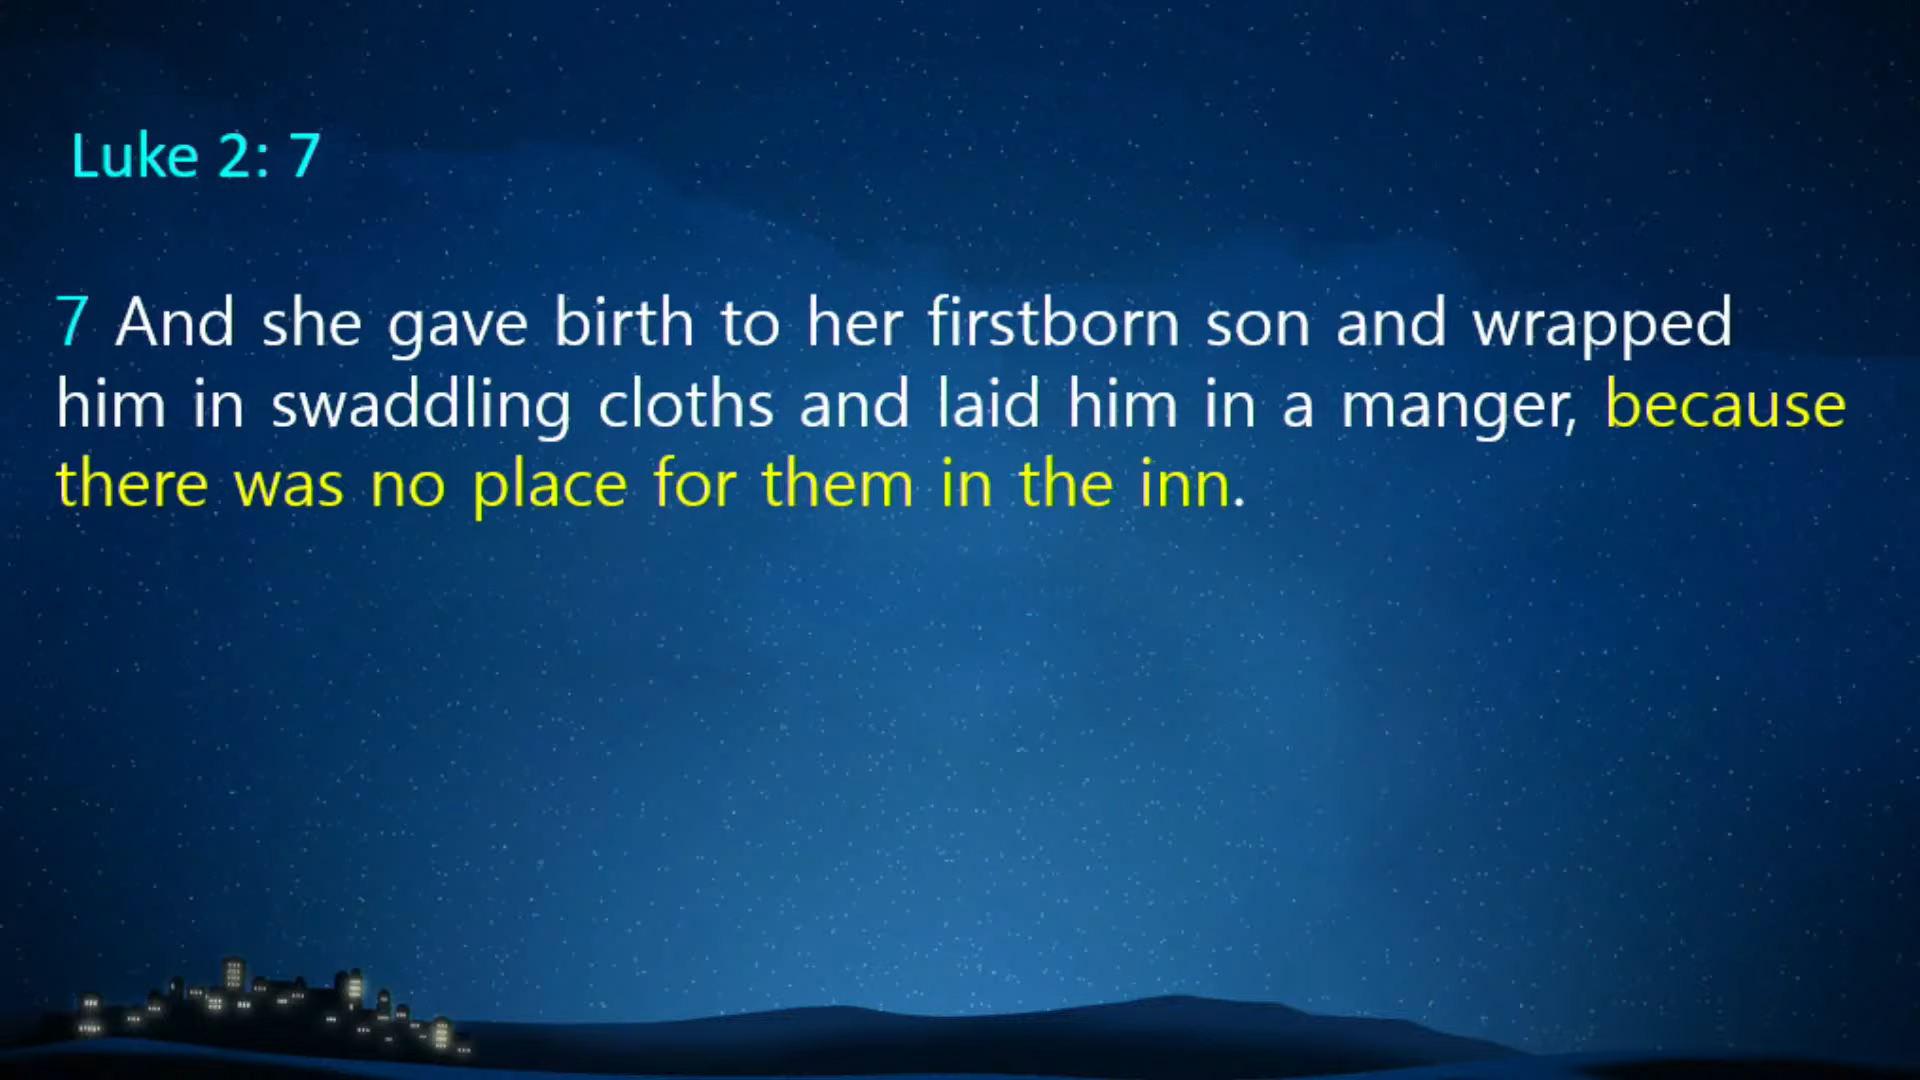 Luke 2: 7
7 And she gave birth to her firstborn son and wrapped
him in swaddling cloths and laid him in a manger, because
there was no place for them in the inn.